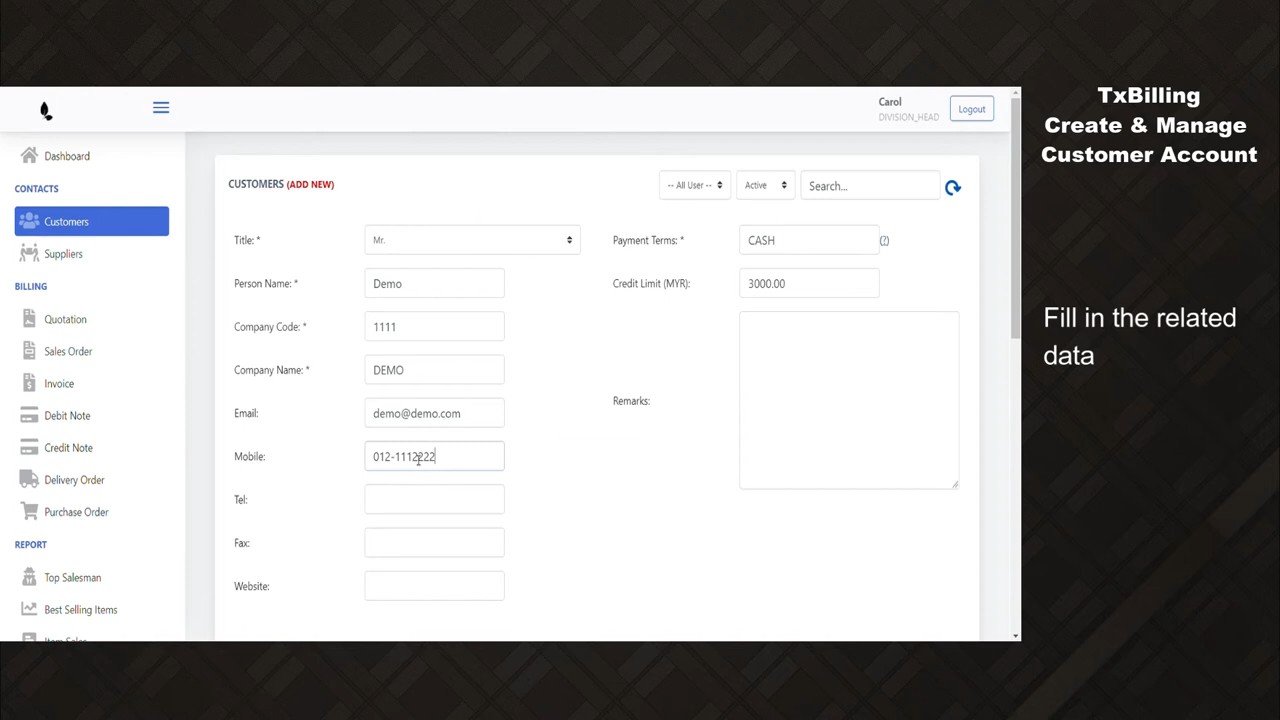 TxBilling
Create & Manage
Customer Account
Fill in the related
data
Carol
DIVISION_HEAD
Logout
Dashboard
CONTACTS
Customers
Suppliers
BILLING
Quotation
Sales Order
Invoice
Debit Note
Credit Note
Delivery Order
Purchase Order
REPORT
Top Salesman
Best Selling Items
Item Sales
CUSTOMERS (ADD NEW)
-- All User --
Active
Search...
Title: *
Mr.
Person Name: *
Demo
Company Code: *
1111
Company Name: *
DEMO
Email:
demo@demo.com
Mobile:
012-1112222
Tel:
Fax:
Website:
Payment Terms: *
CASH
(?)
Credit Limit (MYR):
3000.00
Remarks: